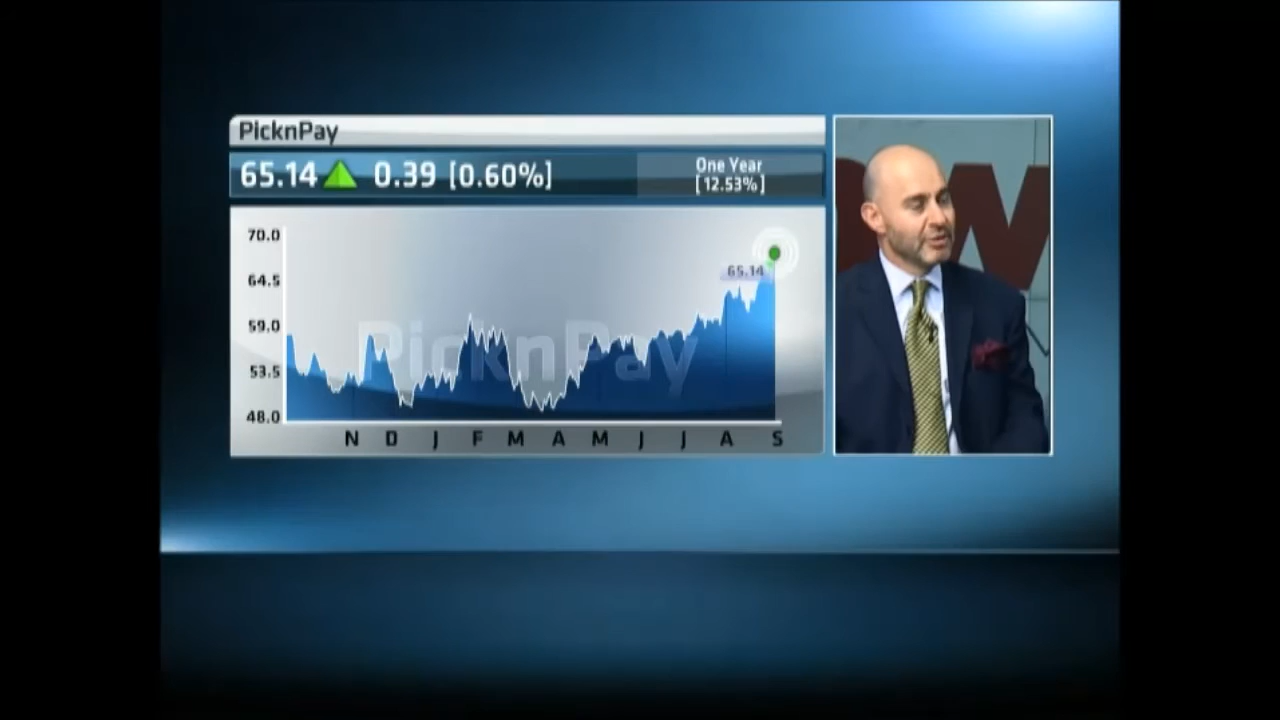 PicknPay
65.14 0.39 [0.60%]
One Year
[12.53%]
70.0
64.5
59.0
53.5
48.0
65.14
PicknPay
N D J F M A M J J A S
W